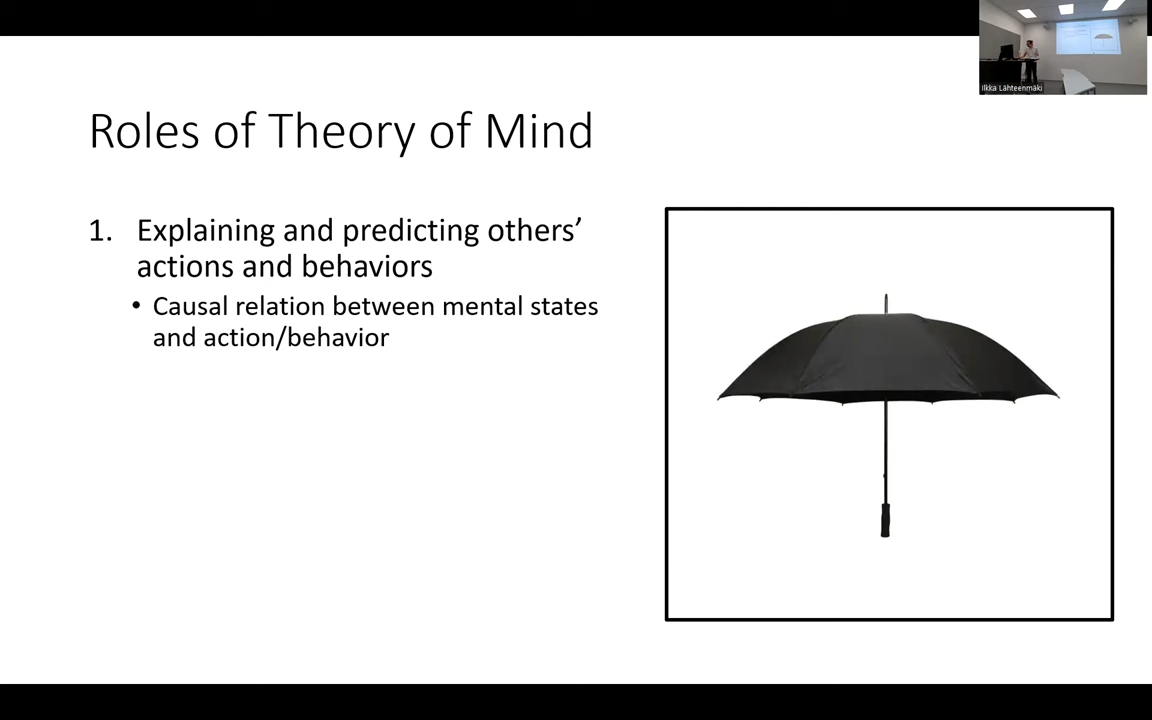 Ilkka Lähteenmäki
Roles of Theory of Mind
1. Explaining and predicting others’
actions and behaviors
• Causal relation between mental states
and action/behavior